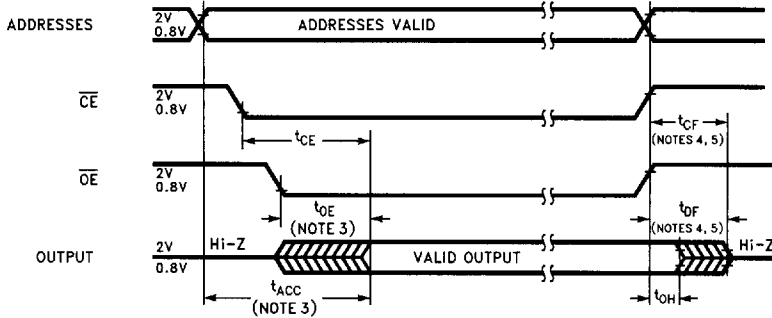 ADDRESSES
2V
0.8V
ADDRESSES VALID
CE
2V
0.8V
tCE
tCF
(NOTES 4, 5)
OE
2V
0.8V
tOE
(NOTE 3)
tDF
(NOTES 4, 5)
OUTPUT
2V
0.8V
Hi-Z
VALID OUTPUT
Hi-Z
tACC
(NOTE 3)
tOH